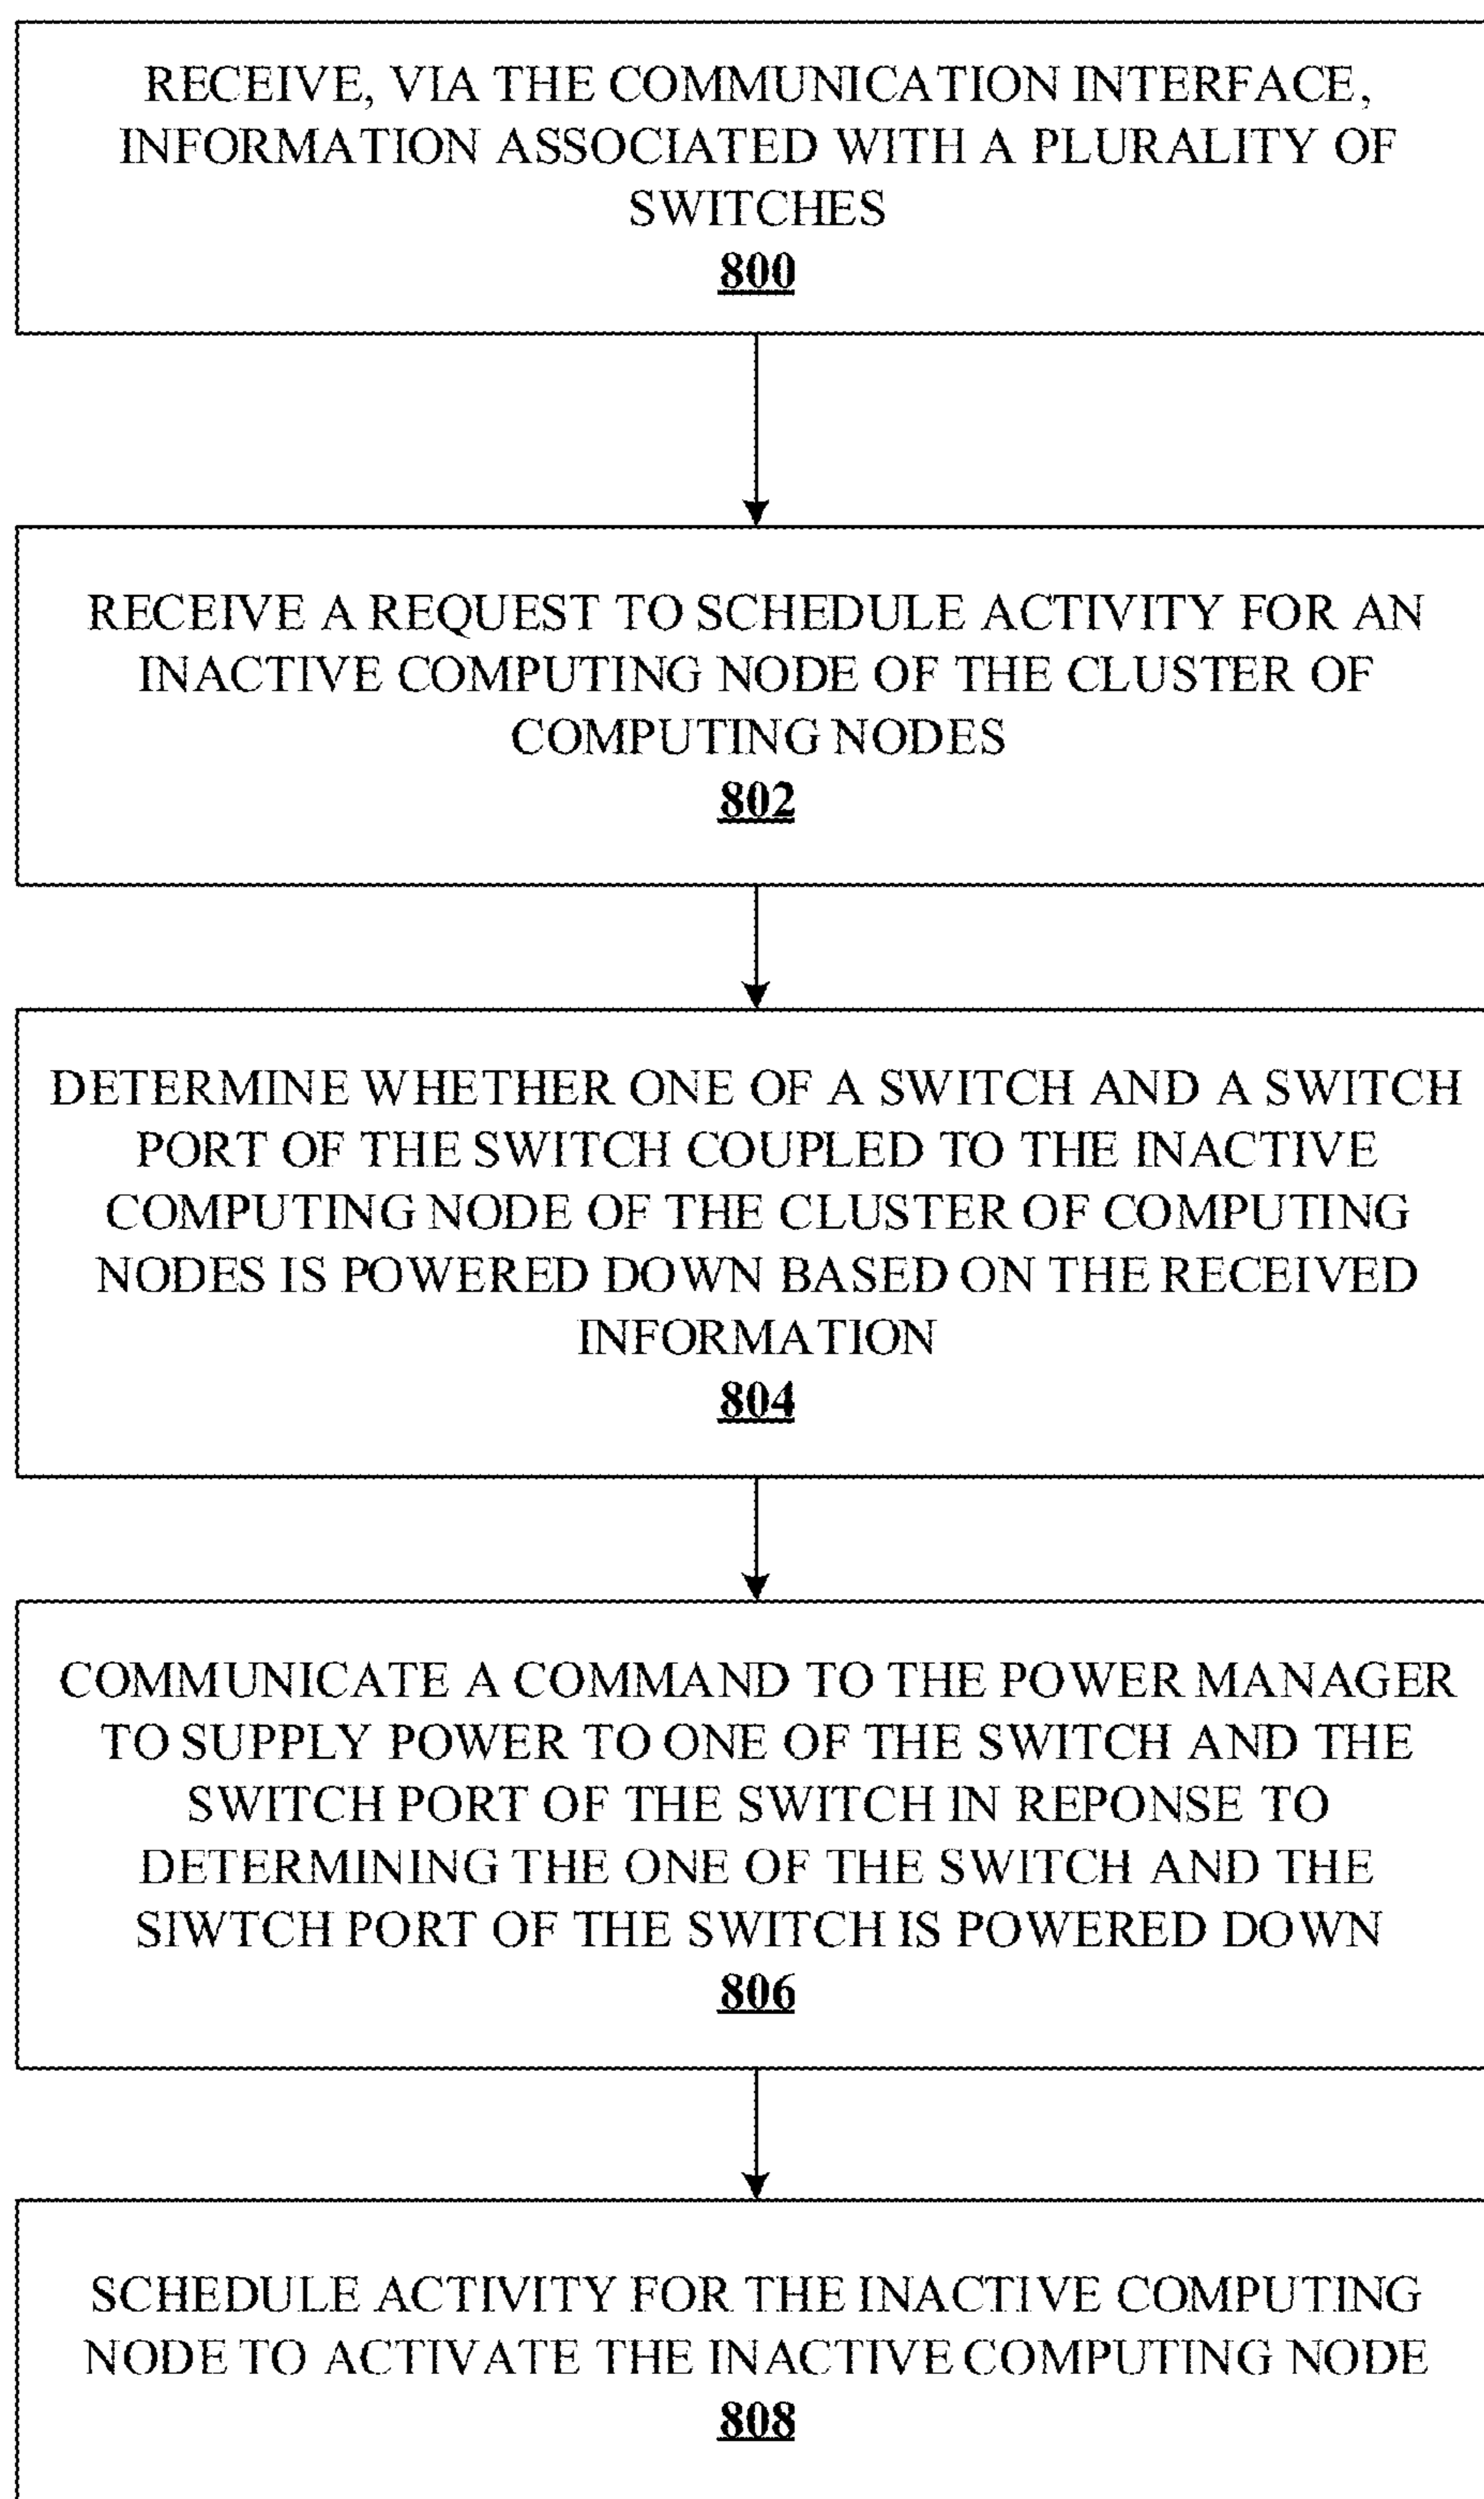 RECEIVE, VIA THE COMMUNICATION INTERFACE,
INFORMATION ASSOCIATED WITH A PLURALITY OF
SWITCHES
800
RECEIVE A REQUEST TO SCHEDULE ACTIVITY FOR AN
INACTIVE COMPUTING NODE OF THE CLUSTER OF
COMPUTING NODES
802
DETERMINE WHETHER ONE OF A SWITCH AND A SWITCH
PORT OF THE SWITCH COUPLED TO THE INACTIVE
COMPUTING NODE OF THE CLUSTER OF COMPUTING
NODES IS POWERED DOWN BASED ON THE RECEIVED
INFORMATION
804
COMMUNICATE A COMMAND TO THE POWER MANAGER
TO SUPPLY POWER TO ONE OF THE SWITCH AND THE
SWITCH PORT OF THE SWITCH IN REPONSE TO
DETERMINING THE ONE OF THE SWITCH AND THE
SIWTCH PORT OF THE SWITCH IS POWERED DOWN
806
SCHEDULE ACTIVITY FOR THE INACTIVE COMPUTING
NODE TO ACTIVATE THE INACTIVE COMPUTING NODE
808